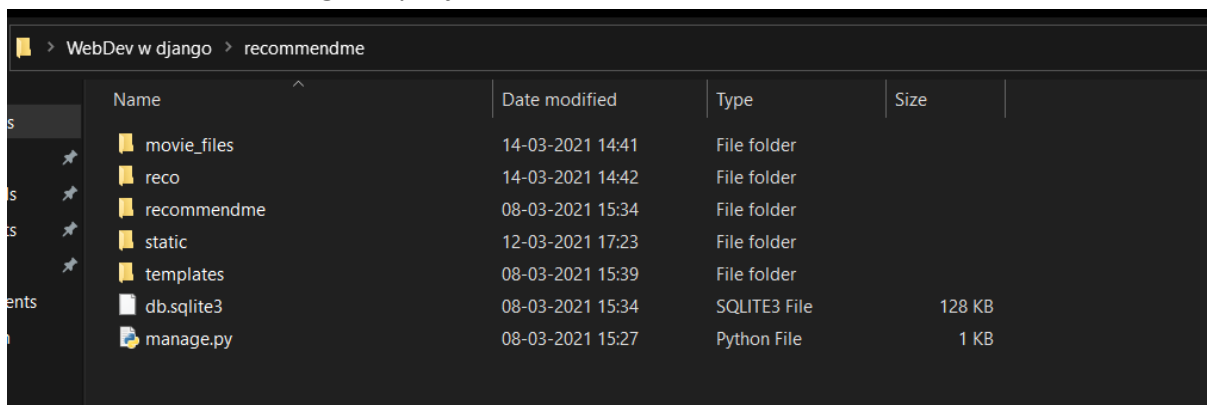 WebDev w django > recommendme
Name Date modified Type Size
s
movie_files 14-03-2021 14:41 File folder
reco 14-03-2021 14:42 File folder
ls
recommendme 08-03-2021 15:34 File folder
ts
static 12-03-2021 17:23 File folder
templates 08-03-2021 15:39 File folder
ents
db.sqlite3 08-03-2021 15:34 SQLITE3 File 128 KB
manage.py 08-03-2021 15:27 Python File 1 KB